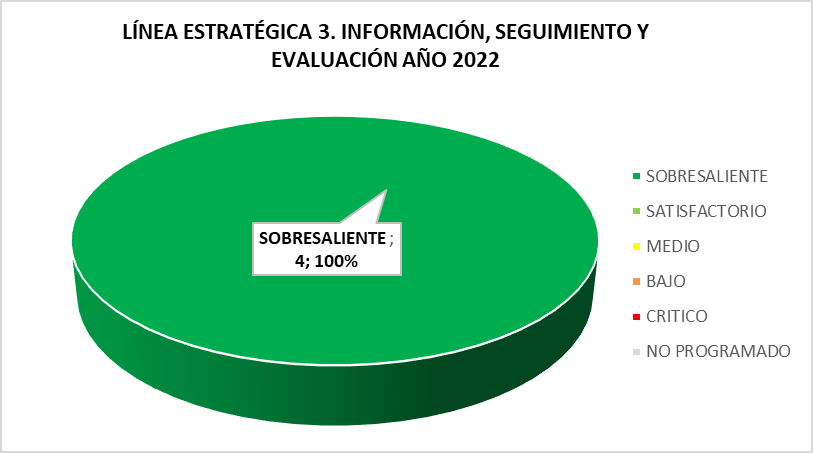 LÍNEA ESTRATÉGICA 3. INFORMACIÓN, SEGUIMIENTO Y
EVALUACIÓN AÑO 2022
SOBRESALIENTE ;
4; 100%
SOBRESALIENTE
SATISFACTORIO
MEDIO
BAJO
CRITICO
NO PROGRAMADO